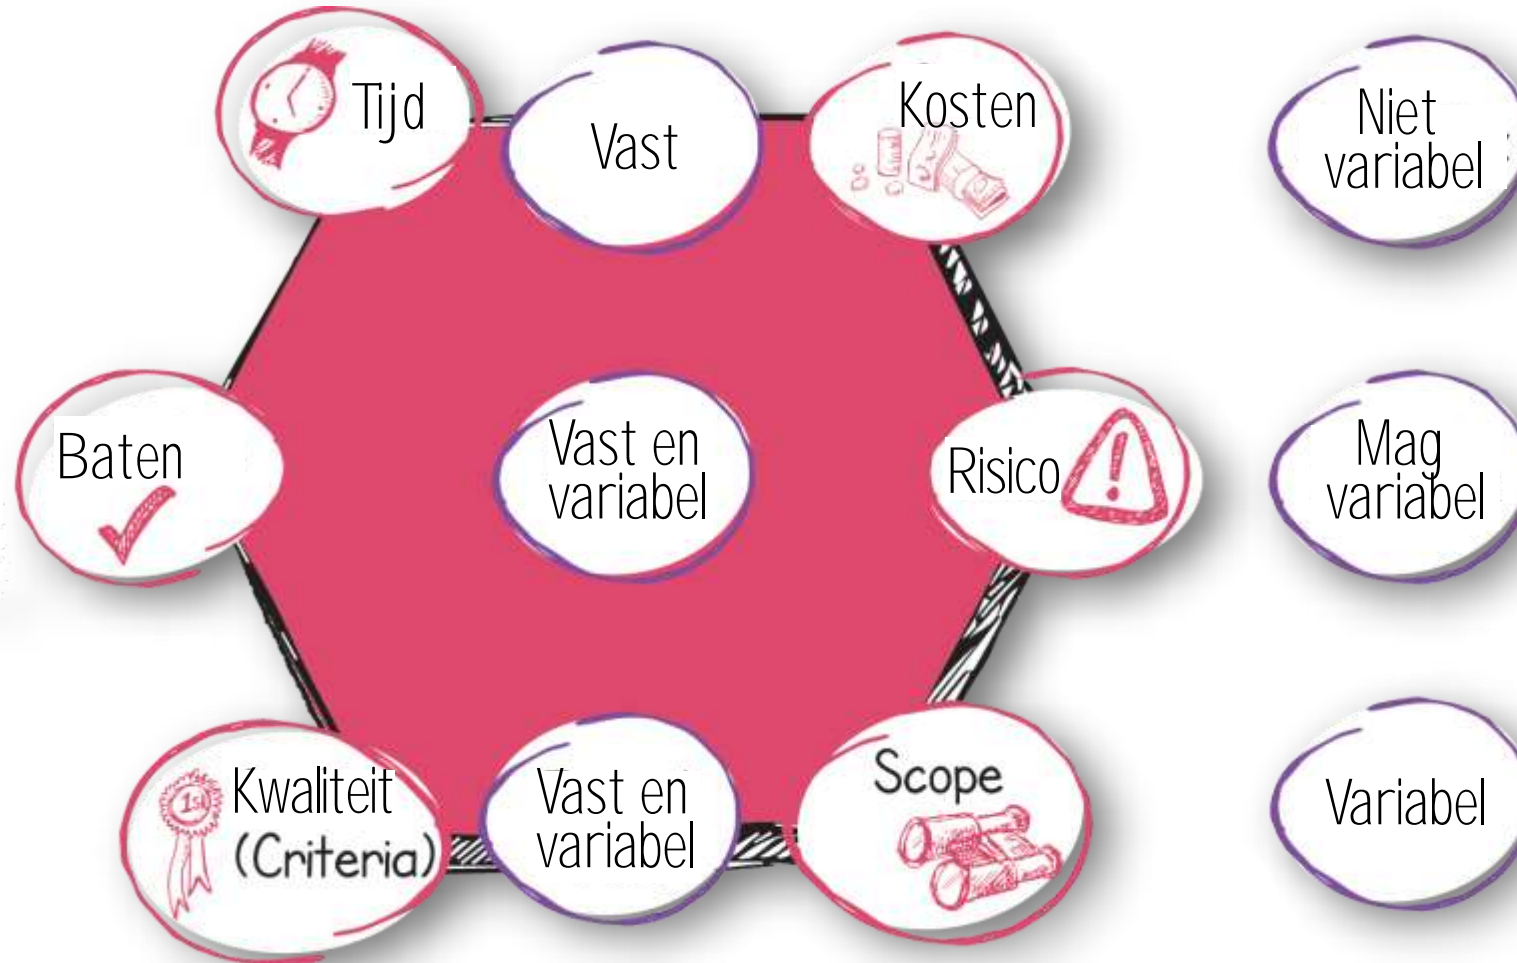 Tijd
Vast
Kosten
Niet
variabel
Baten
Vast en
variabel
Risico
Mag
variabel
1st
Kwaliteit
(Criteria)
Vast en
variabel
Scope
Variabel